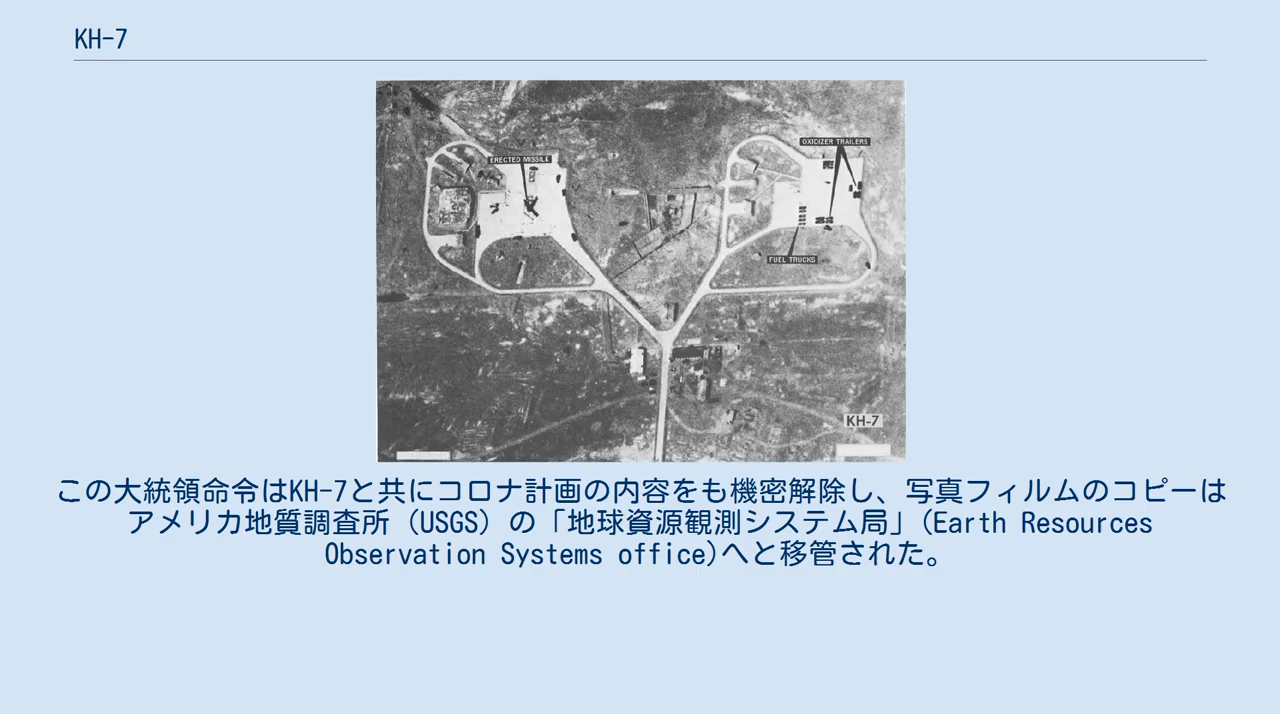 KH-7
ERECTED MISSILE
OXIDIZER TRAILERS
FUEL TRUCKS
KH-7
この大統領命令はKH-7と共にコロナ計画の内容をも機密解除し、写真フィルムのコピーは
アメリカ地質調査所（USGS）の「地球資源観測システム局」(Earth Resources
Observation Systems office)へと移管された。